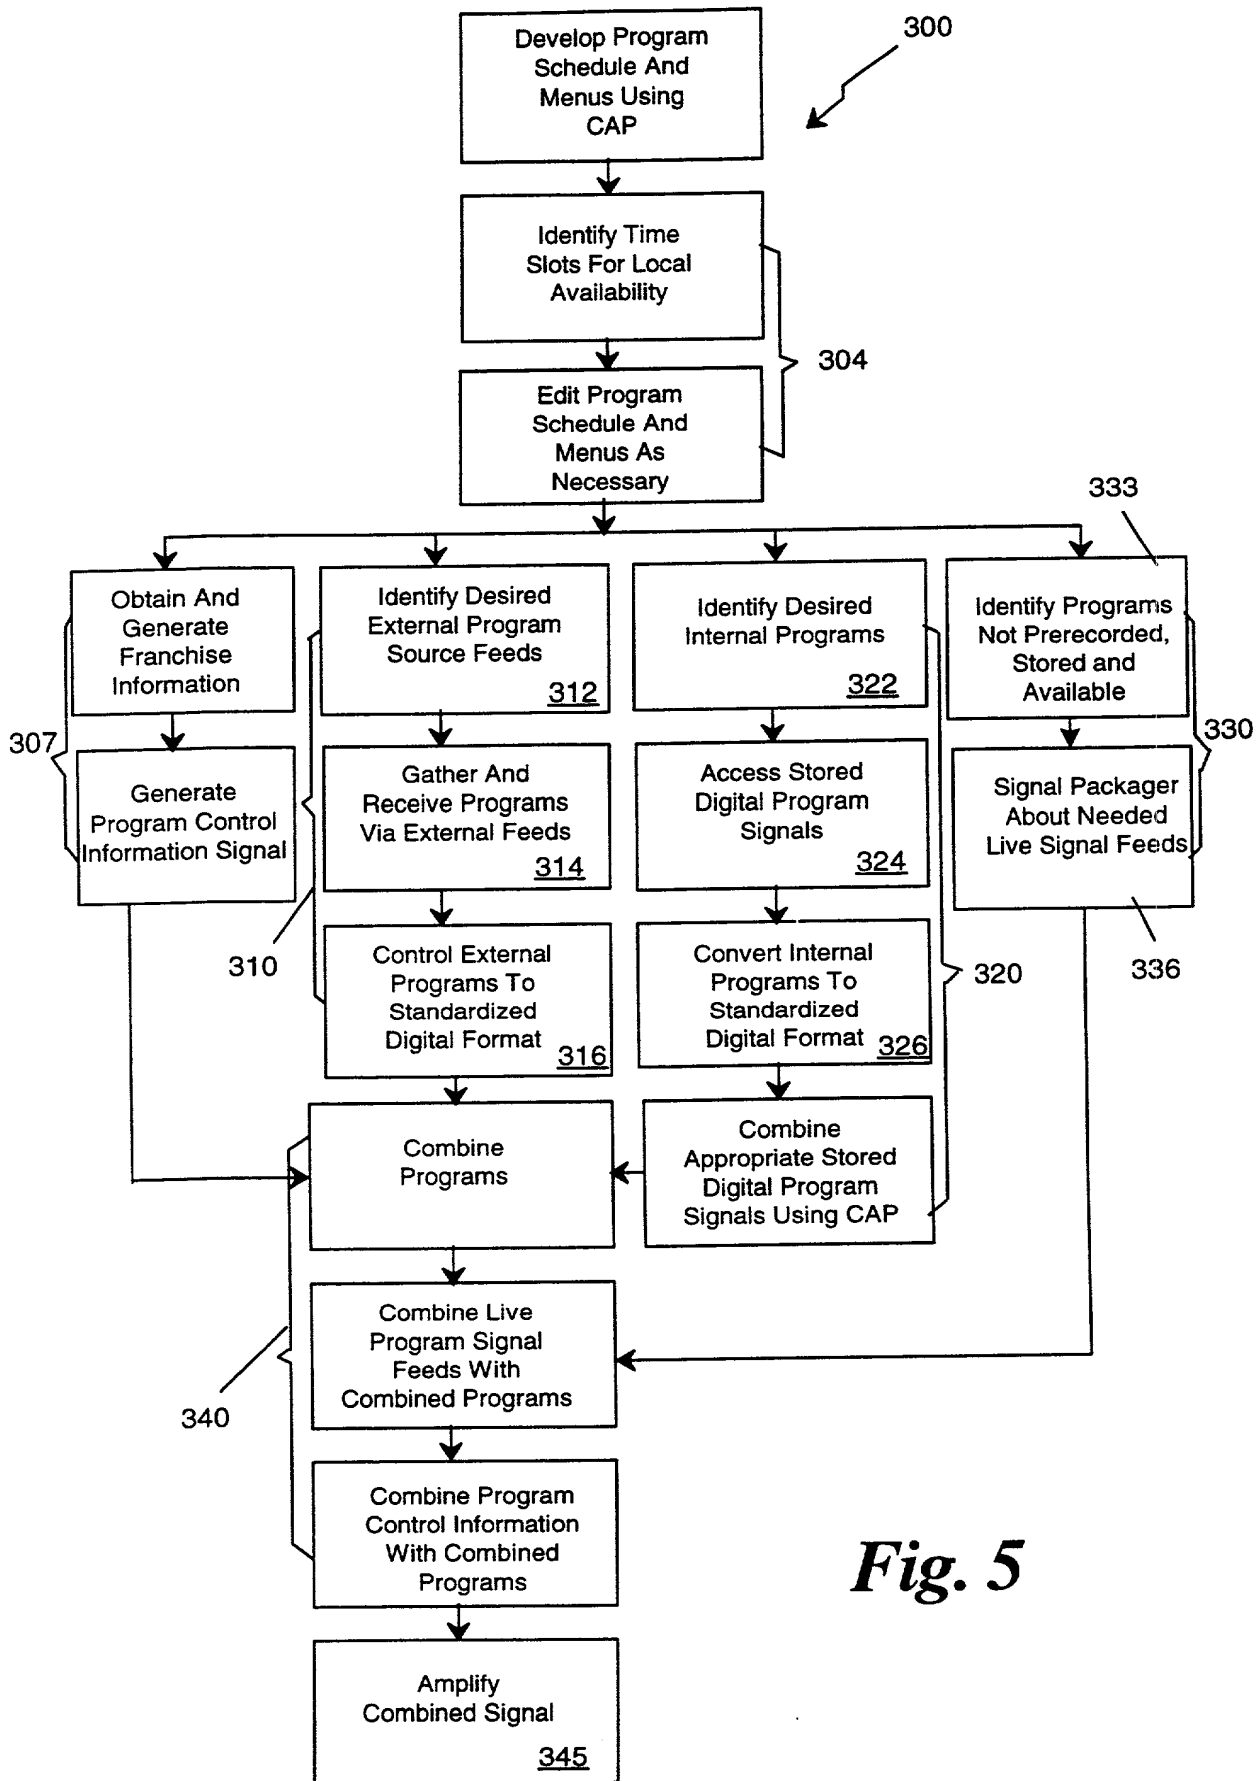 Develop Program
Schedule And
Menus Using
CAP
300
Identify Time
Slots For Local
Availability
304
Edit Program
Schedule And
Menus As
Necessary
333
Obtain And
Generate
Franchise
Information
Identify Desired
External Program
Source Feeds
312
Identify Desired
Internal Programs
322
Identify Programs
Not Prerecorded,
Stored and
Available
307
330
Generate
Program Control
Information Signal
Gather And
Receive Programs
Via External Feeds
314
Access Stored
Digital Program
Signals
324
Signal Packager
About Needed
Live Signal Feeds
310
Control External
Programs To
Standardized
Digital Format
316
Convert Internal
Programs To
Standardized
Digital Format
326
320
336
Combine
Programs
Combine
Appropriate Stored
Digital Program
Signals Using CAP
Combine Live
Program Signal
Feeds With
Combined Programs
340
Combine Program
Control Information
With Combined
Programs
Fig. 5
Amplify
Combined Signal
345